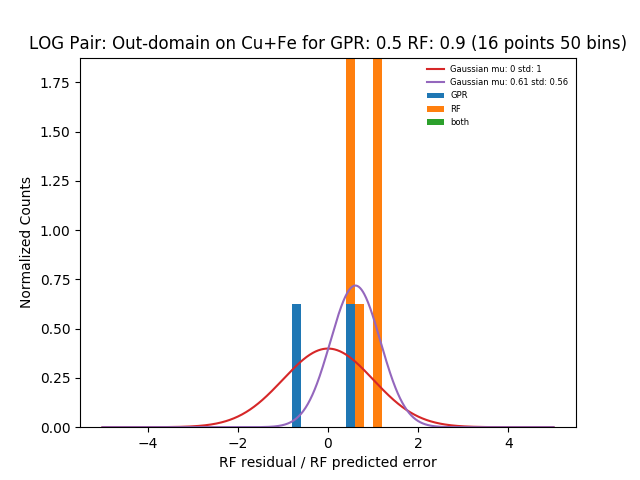 LOG Pair: Out-domain on Cu+Fe for GPR: 0.5 RF: 0.9 (16 points 50 bins)
Gaussian mu: 0 std: 1
Gaussian mu: 0.61 std: 0.56
GPR
RF
both
Normalized Counts
1.75
1.50
1.25
1.00
0.75
0.50
0.25
0.00
−4 −2 0 2 4
RF residual / RF predicted error